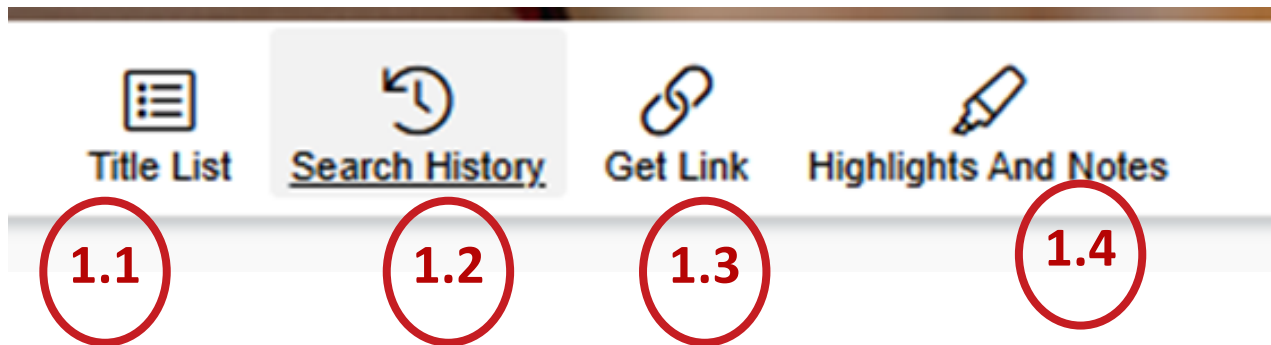 Title List Search History Get Link Highlights And Notes
1.1 1.2 1.3 1.4